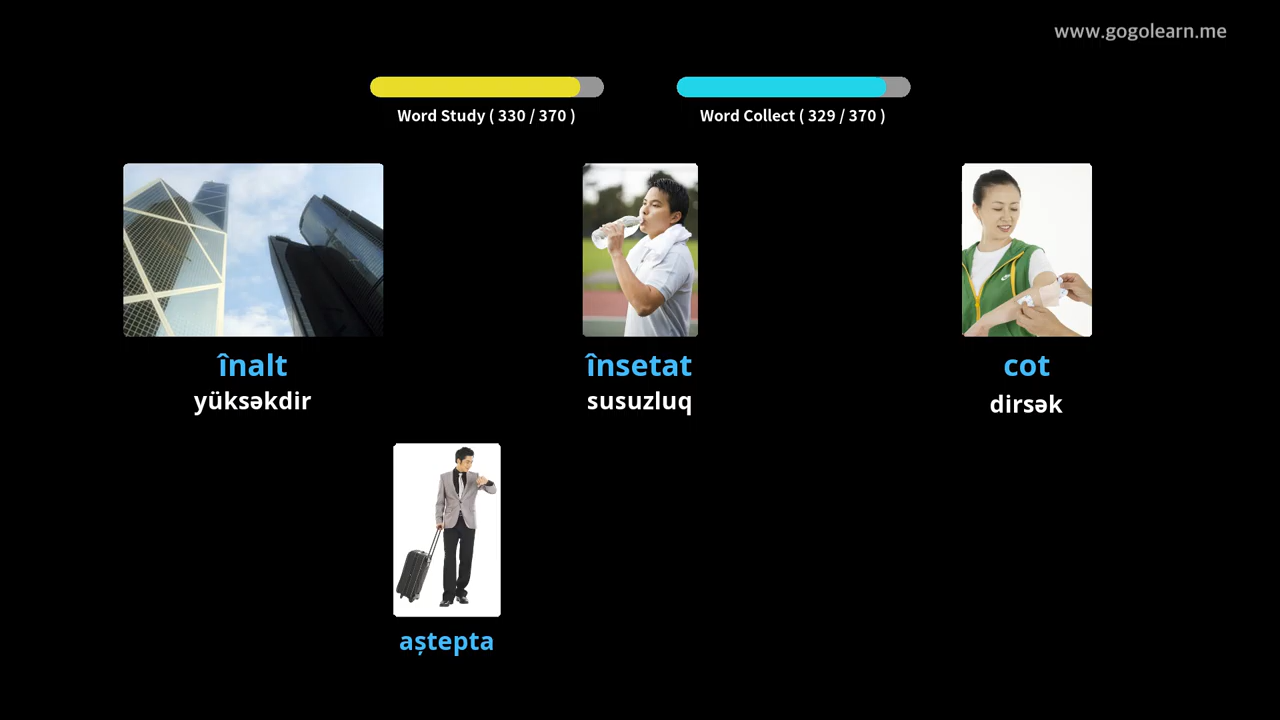 www.gogolearn.me
Word Study ( 330 / 370 )
Word Collect ( 329 / 370 )
înalt
însetat
cot
yüksəkdir
susuzluq
dirsək
aștepta